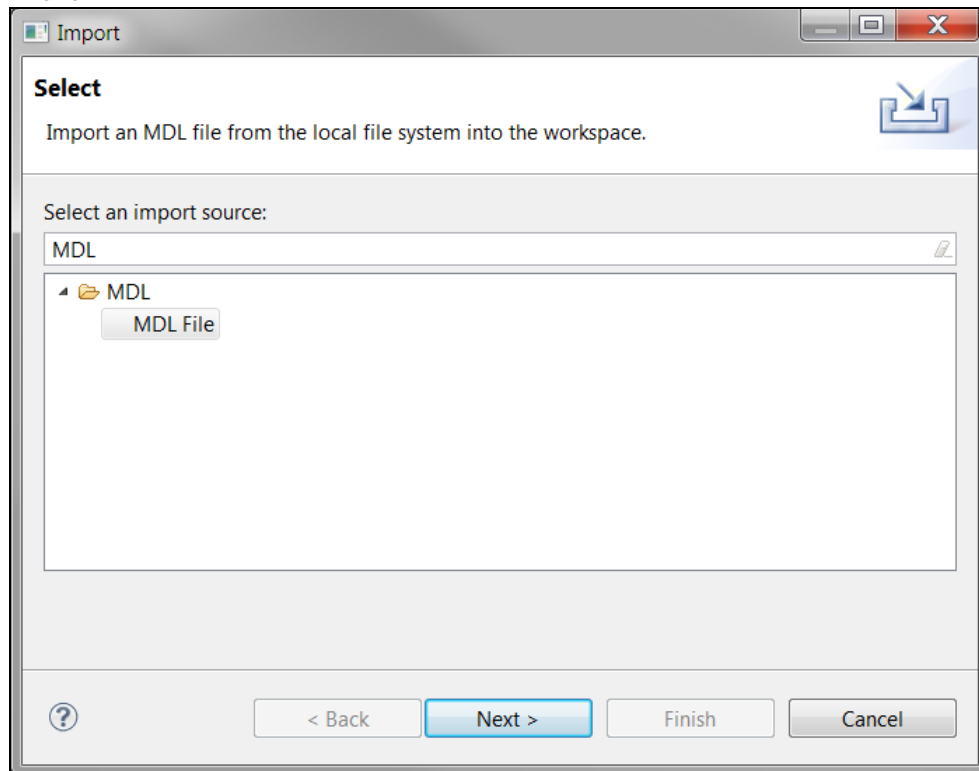 Import
Select
Import an MDL file from the local file system into the workspace.
Select an import source:
MDL
MDL
MDL File
? < Back Next > Finish Cancel